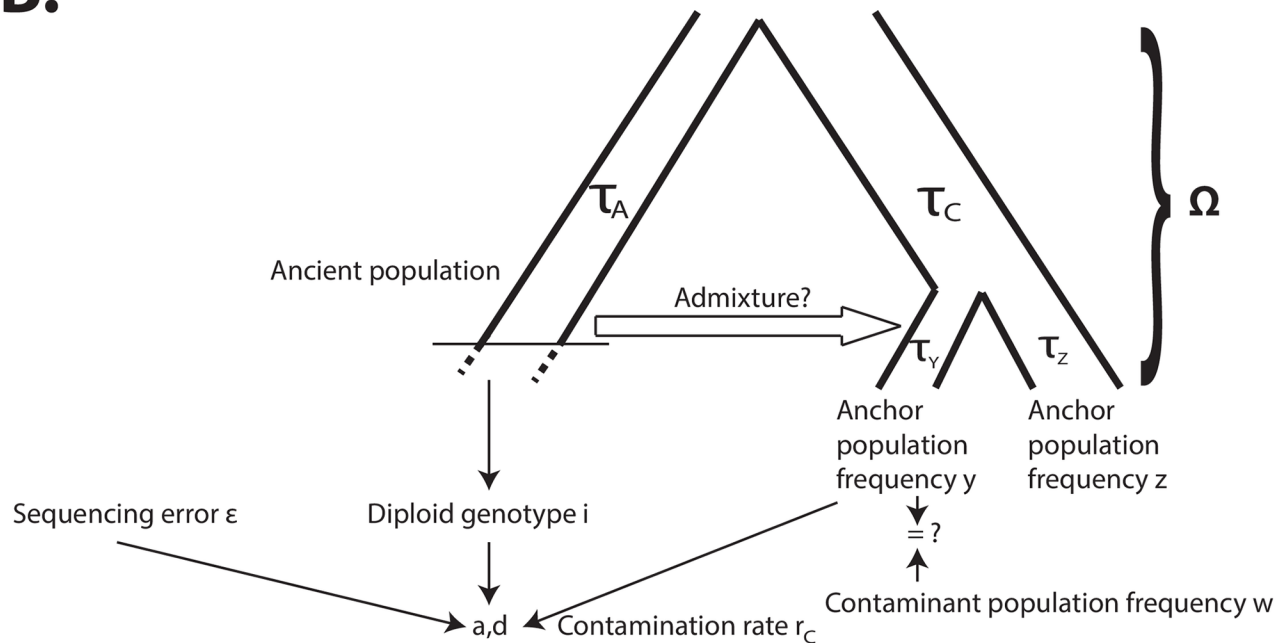 B.
τA
τC
Ω
Ancient population
Admixture?
τY
τZ
Anchor
population
frequency y
Anchor
population
frequency z
Sequencing error ε
Diploid genotype i
= ?
Contaminant population frequency w
a,d
Contamination rate rC